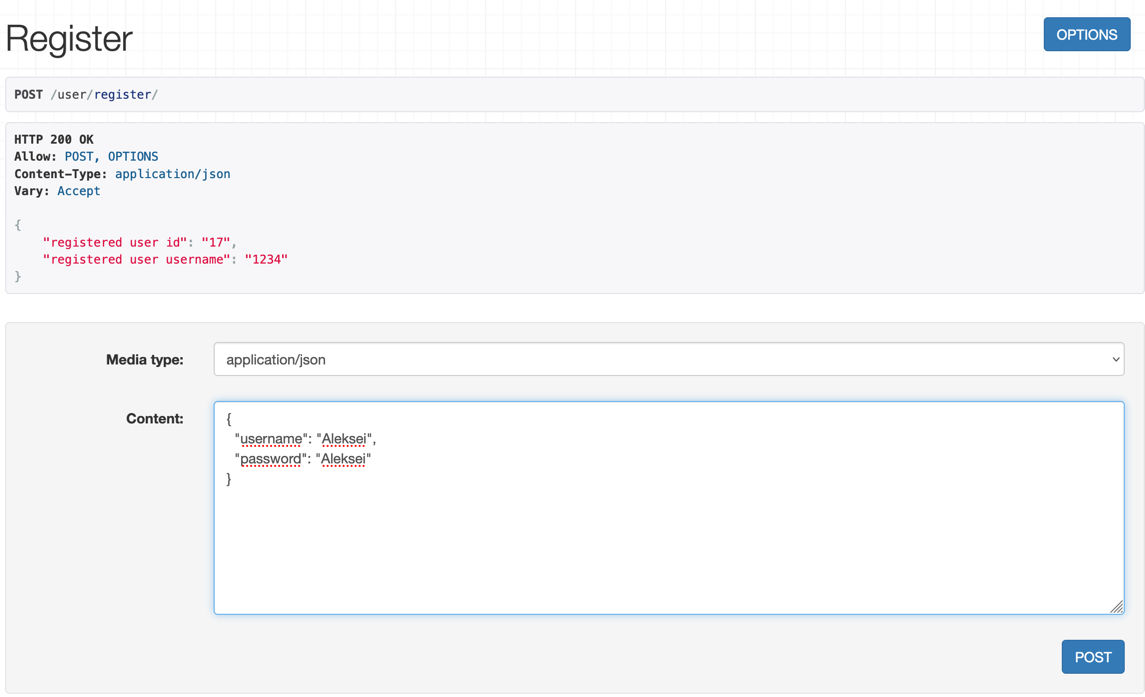 Register
OPTIONS
POST /user/register/
HTTP 200 OK
Allow: POST, OPTIONS
Content-Type: application/json
Vary: Accept
{
    "registered user id": "17",
    "registered user username": "1234"
}
Media type:
application/json
Content:
{
  "username": "Aleksei",
  "password": "Aleksei"
}
POST